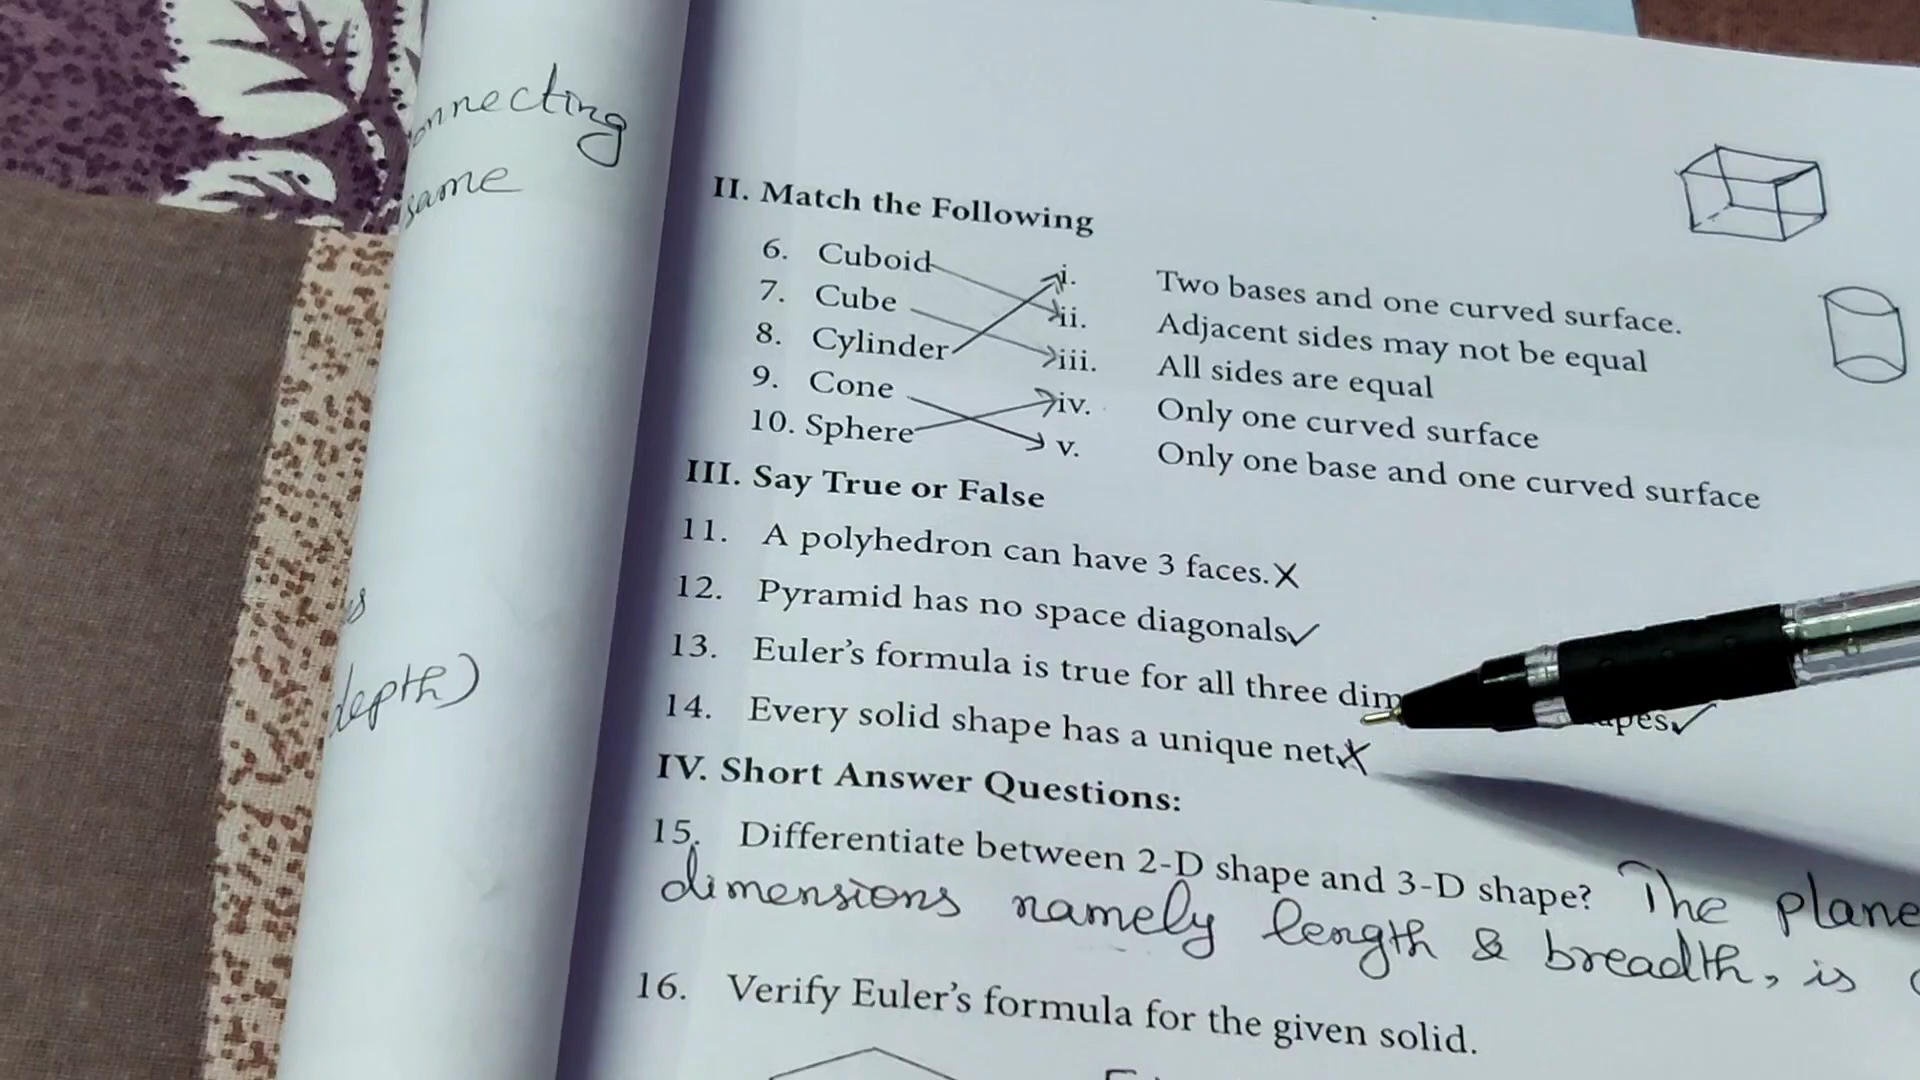 onnecting
same
II. Match the Following
6. Cuboid i. Two bases and one curved surface.
7. Cube ii. Adjacent sides may not be equal
8. Cylinder iii. All sides are equal
9. Cone iv. Only one curved surface
10. Sphere v. Only one base and one curved surface
III. Say True or False
11. A polyhedron can have 3 faces. X
12. Pyramid has no space diagonals ✓
13. Euler's formula is true for all three dim apes ✓
depth)
14. Every solid shape has a unique net. X
IV. Short Answer Questions:
15. Differentiate between 2-D shape and 3-D shape? The plane
dimensions namely length & breadth, is
16. Verify Euler's formula for the given solid.